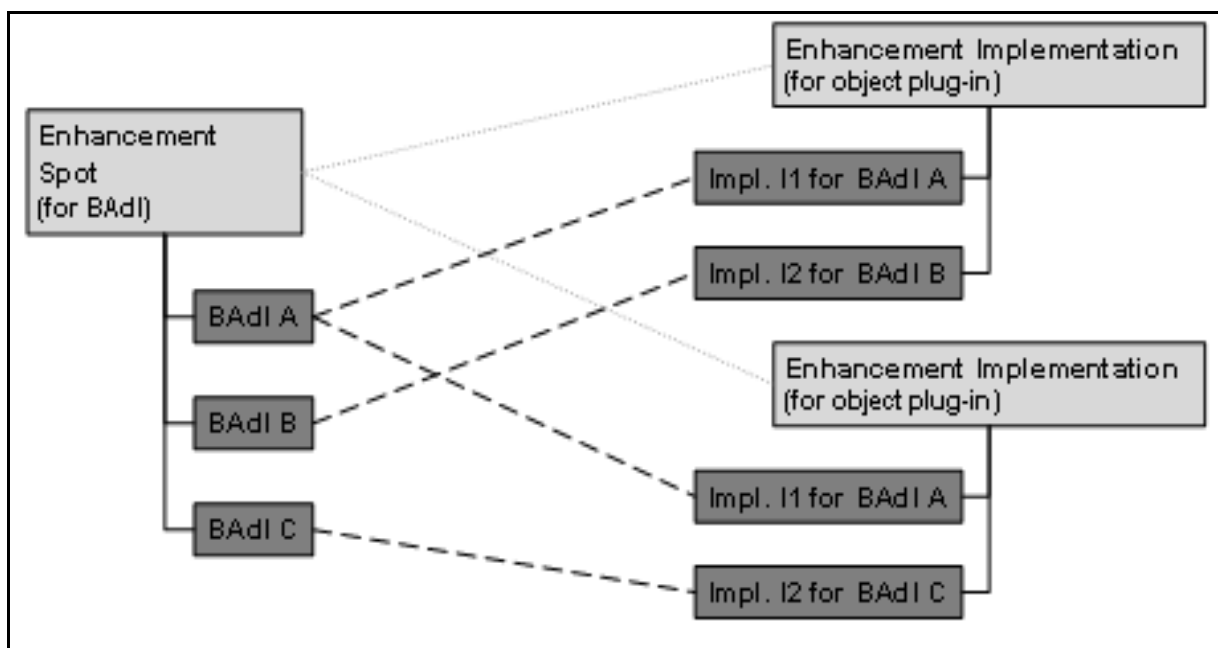 Enhancement Implementation
(for object plug-in)
Enhancement
Spot
(for BAdI)
Impl. I1 for BAdI A
Impl. I2 for BAdI B
BAdI A
Enhancement Implementation
(for object plug-in)
BAdI B
Impl. I1 for BAdI A
BAdI C
Impl. I2 for BAdI C